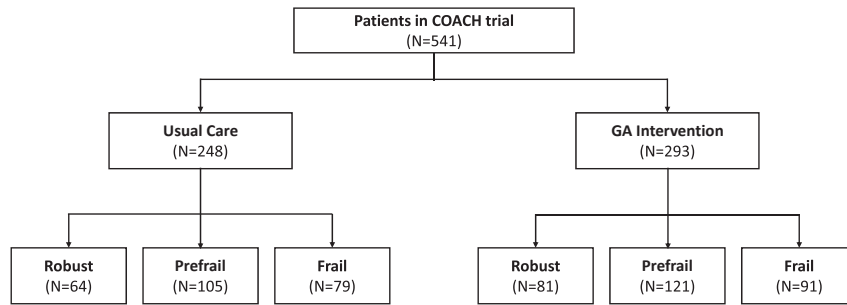 Patients in COACH trial
(N=541)
Usual Care
(N=248)
GA Intervention
(N=293)
Robust
(N=64)
Prefrail
(N=105)
Frail
(N=79)
Robust
(N=81)
Prefrail
(N=121)
Frail
(N=91)